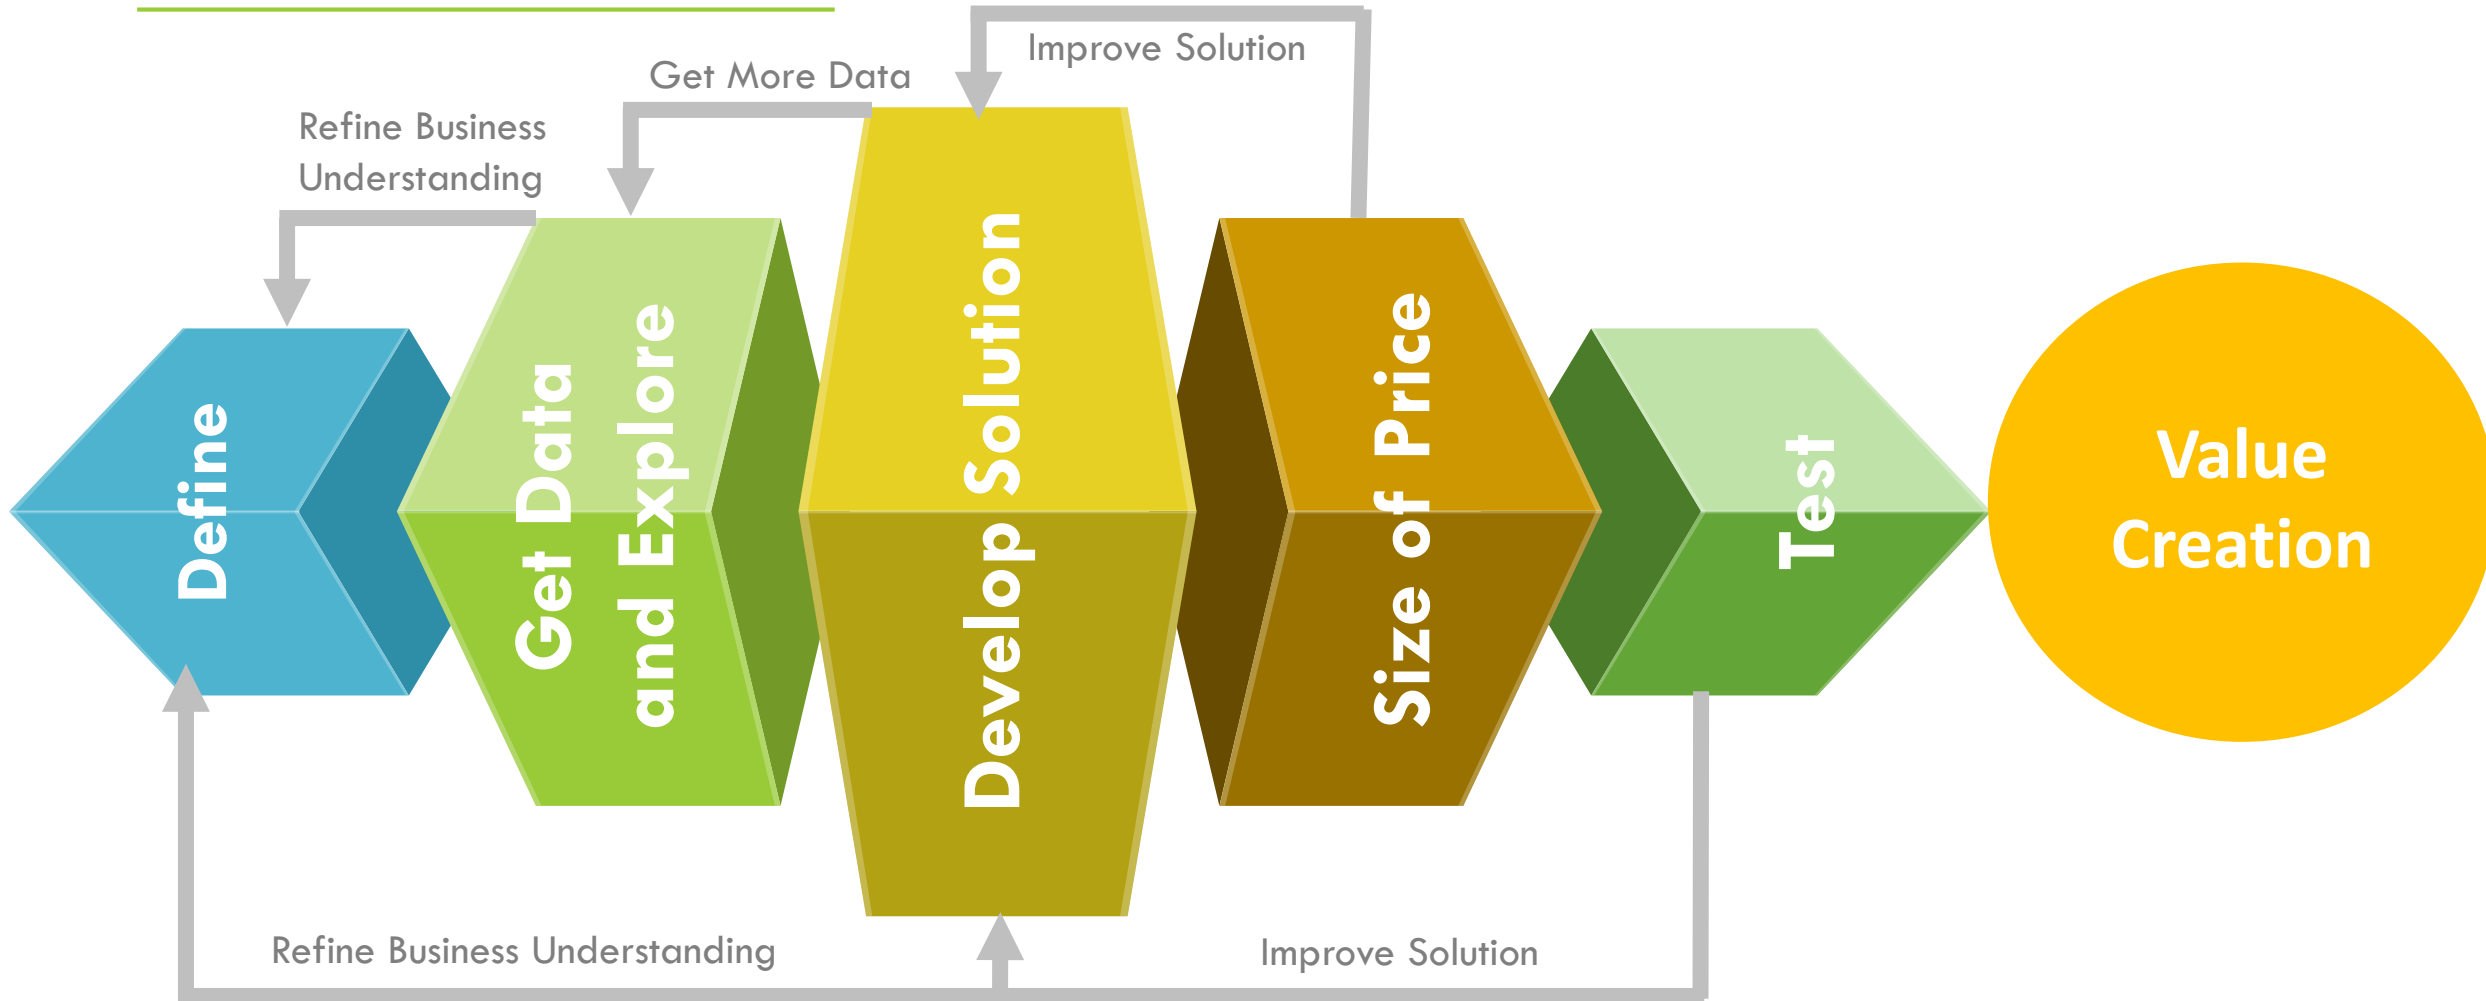 Improve Solution
Get More Data
Refine Business
Understanding
Define
Get Data
and Explore
Develop Solution
Size of Price
Test
Value
Creation
Refine Business Understanding
Improve Solution